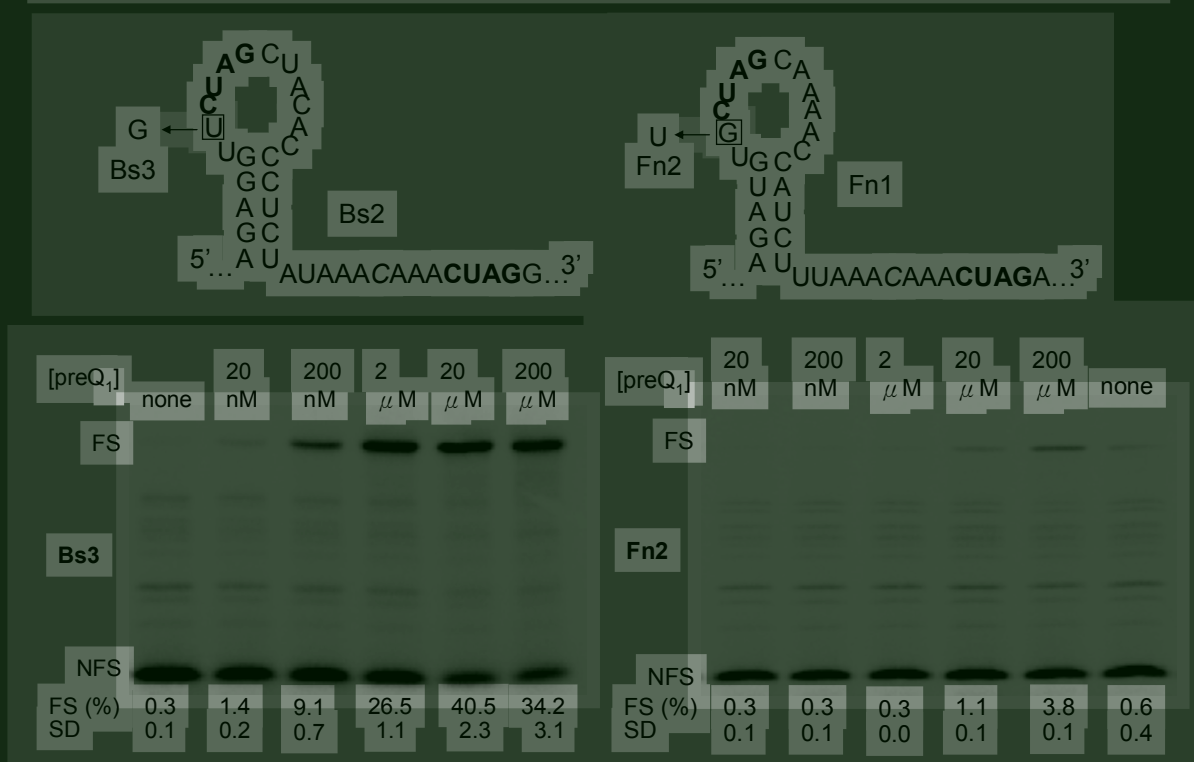 A G C U
U A
C C
G ← U A
Bs3 U G C C
G C
A U Bs2
G C
5’… A U AUAAACAAACUAGG…3’
A G C A
U A
C A
U ← G A
Fn2 U G C C
U A Fn1
A U
G C
5’… A U UUAAACAAACUAGA…3’
[preQ1] none 20 nM 200 nM 2 μM 20 μM 200 μM
FS
Bs3
NFS
FS (%) 0.3 1.4 9.1 26.5 40.5 34.2
SD 0.1 0.2 0.7 1.1 2.3 3.1
[preQ1] 20 nM 200 nM 2 μM 20 μM 200 μM none
FS
Fn2
NFS
FS (%) 0.3 0.3 0.3 1.1 3.8 0.6
SD 0.1 0.1 0.0 0.1 0.1 0.4